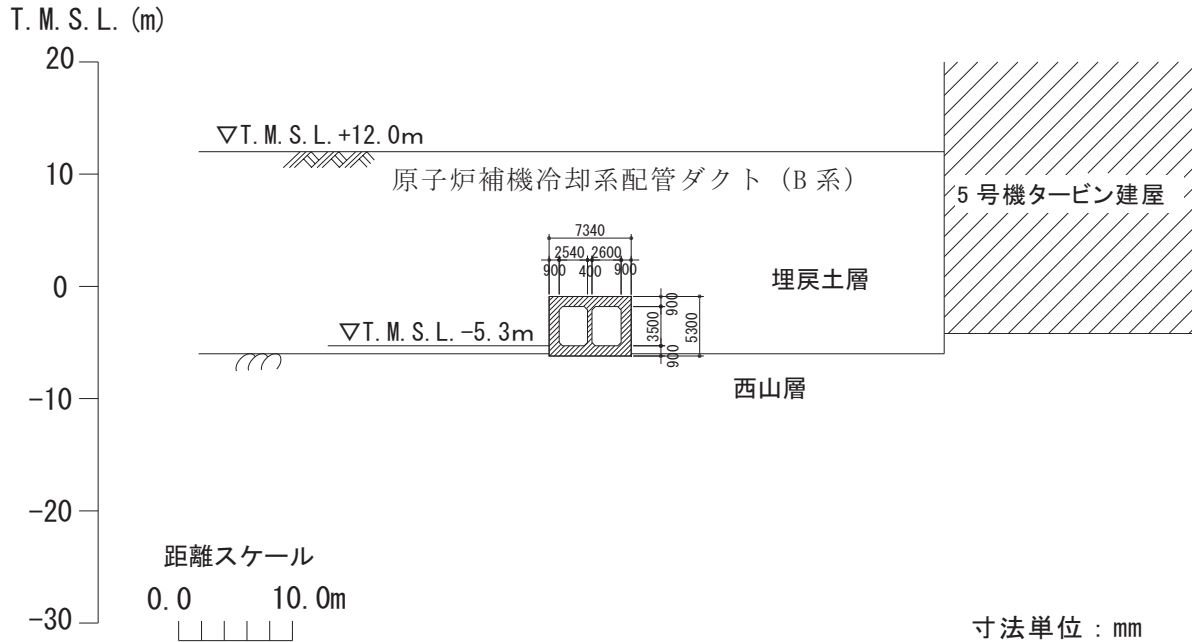 T.M.S.L. (m)
20
▽T.M.S.L.+12.0m
10
原子炉補機冷却系配管ダクト（B 系）
5 号機タービン建屋
7340
2540 2600
900 400 900
0
埋戻土層
900
3500
5300
900
▽T.M.S.L.-5.3m
西山層
-10
-20
距離スケール
0.0 10.0m
-30
寸法単位：mm